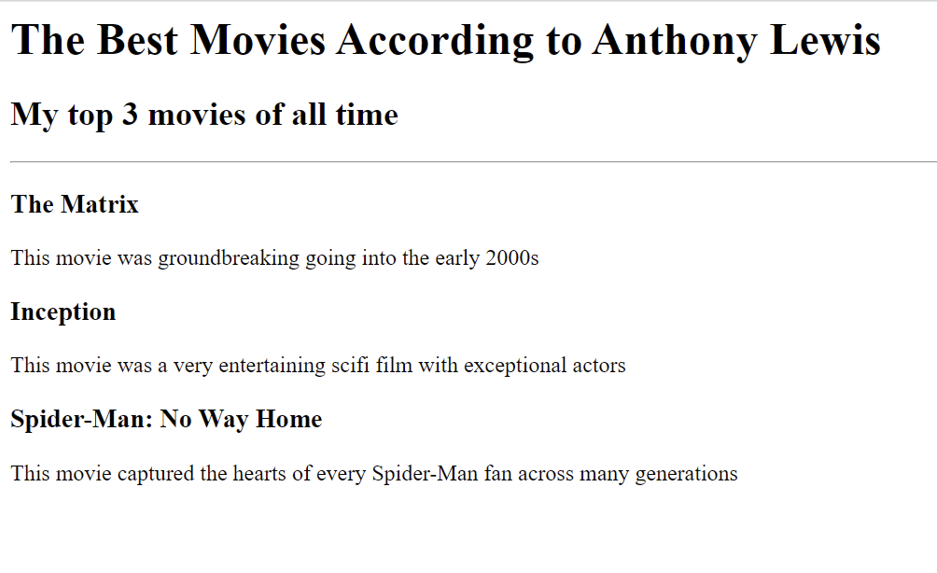 The Best Movies According to Anthony Lewis
My top 3 movies of all time
The Matrix
This movie was groundbreaking going into the early 2000s
Inception
This movie was a very entertaining scifi film with exceptional actors
Spider-Man: No Way Home
This movie captured the hearts of every Spider-Man fan across many generations